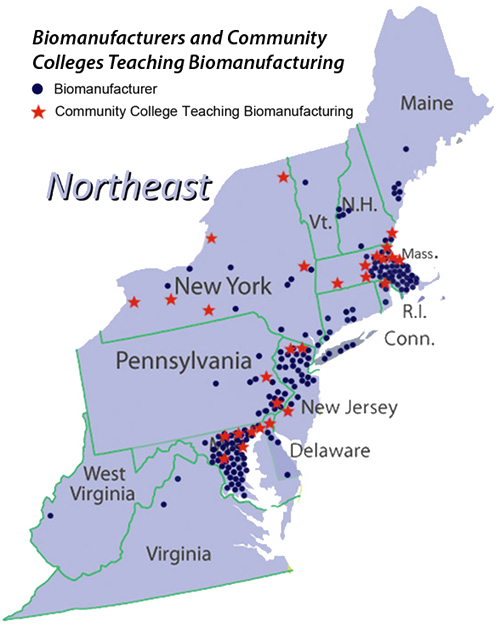 Biomanufacturers and Community
Colleges Teaching Biomanufacturing
Biomanufacturer
Community College Teaching Biomanufacturing
Maine
Northeast
N.H.
Vt.
Mass.
New York
R.I.
Conn.
Pennsylvania
New Jersey
Delaware
West
Virginia
Virginia